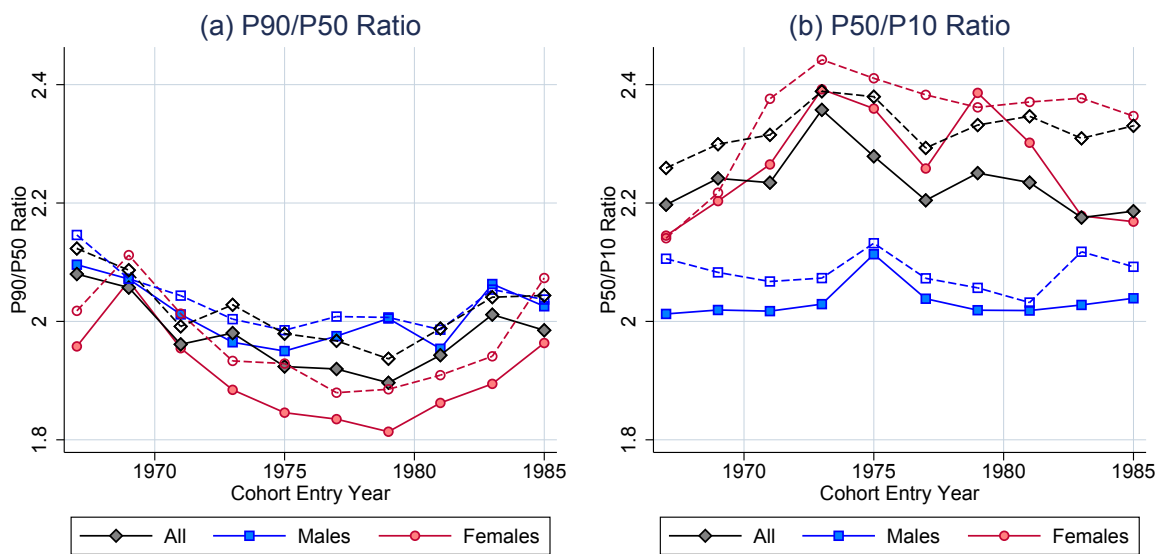 (a) P90/P50 Ratio
P90/P50 Ratio
2.4
2.2
2
1.8
1970
1975
1980
1985
Cohort Entry Year
All
Males
Females
(b) P50/P10 Ratio
P50/P10 Ratio
2.4
2.2
2
1.8
1970
1975
1980
1985
Cohort Entry Year
All
Males
Females